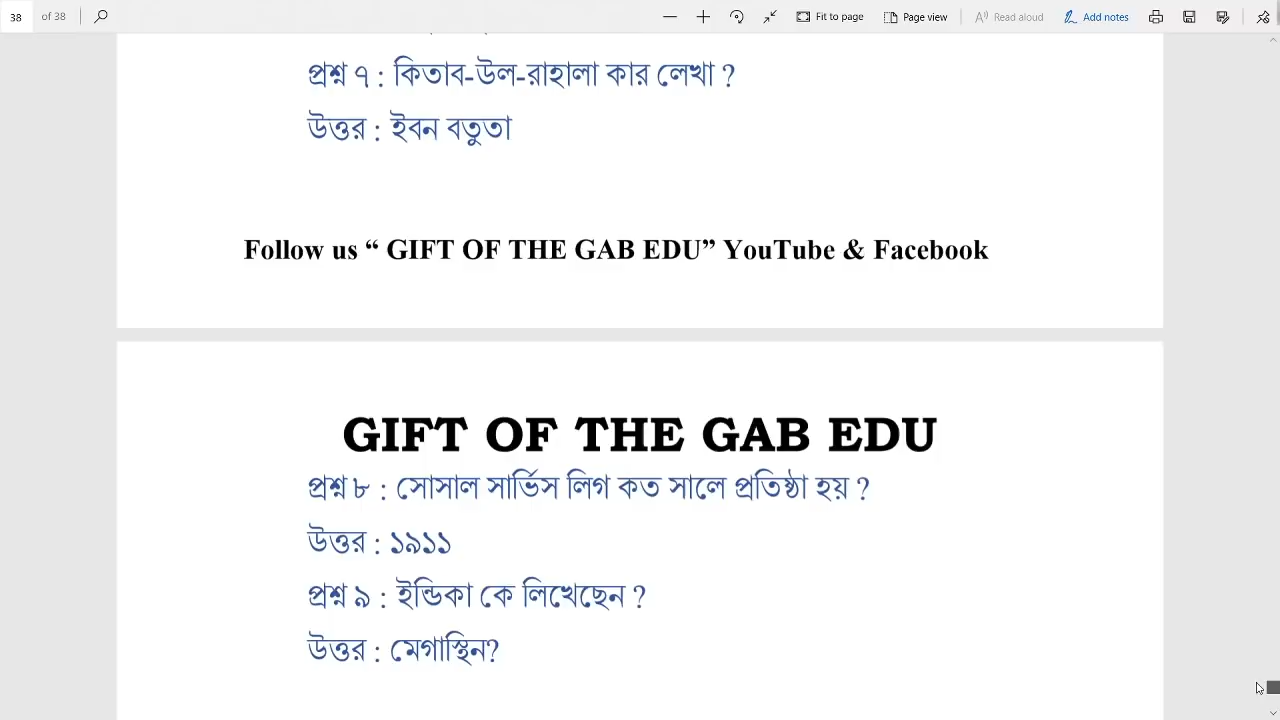 38 of 38 Fit to page Page view Read aloud Add notes
প্রশ্ন ৭ : কিতাব-উল-রাহালা কার লেখা ?
উত্তর : ইবন বতুতা
Follow us “ GIFT OF THE GAB EDU” YouTube & Facebook
GIFT OF THE GAB EDU
প্রশ্ন ৮ : সোসাল সার্ভিস লিগ কত সালে প্রতিষ্ঠা হয় ?
উত্তর : ১৯১১
প্রশ্ন ৯ : ইন্ডিকা কে লিখেছেন ?
উত্তর : মেগাস্থিন?